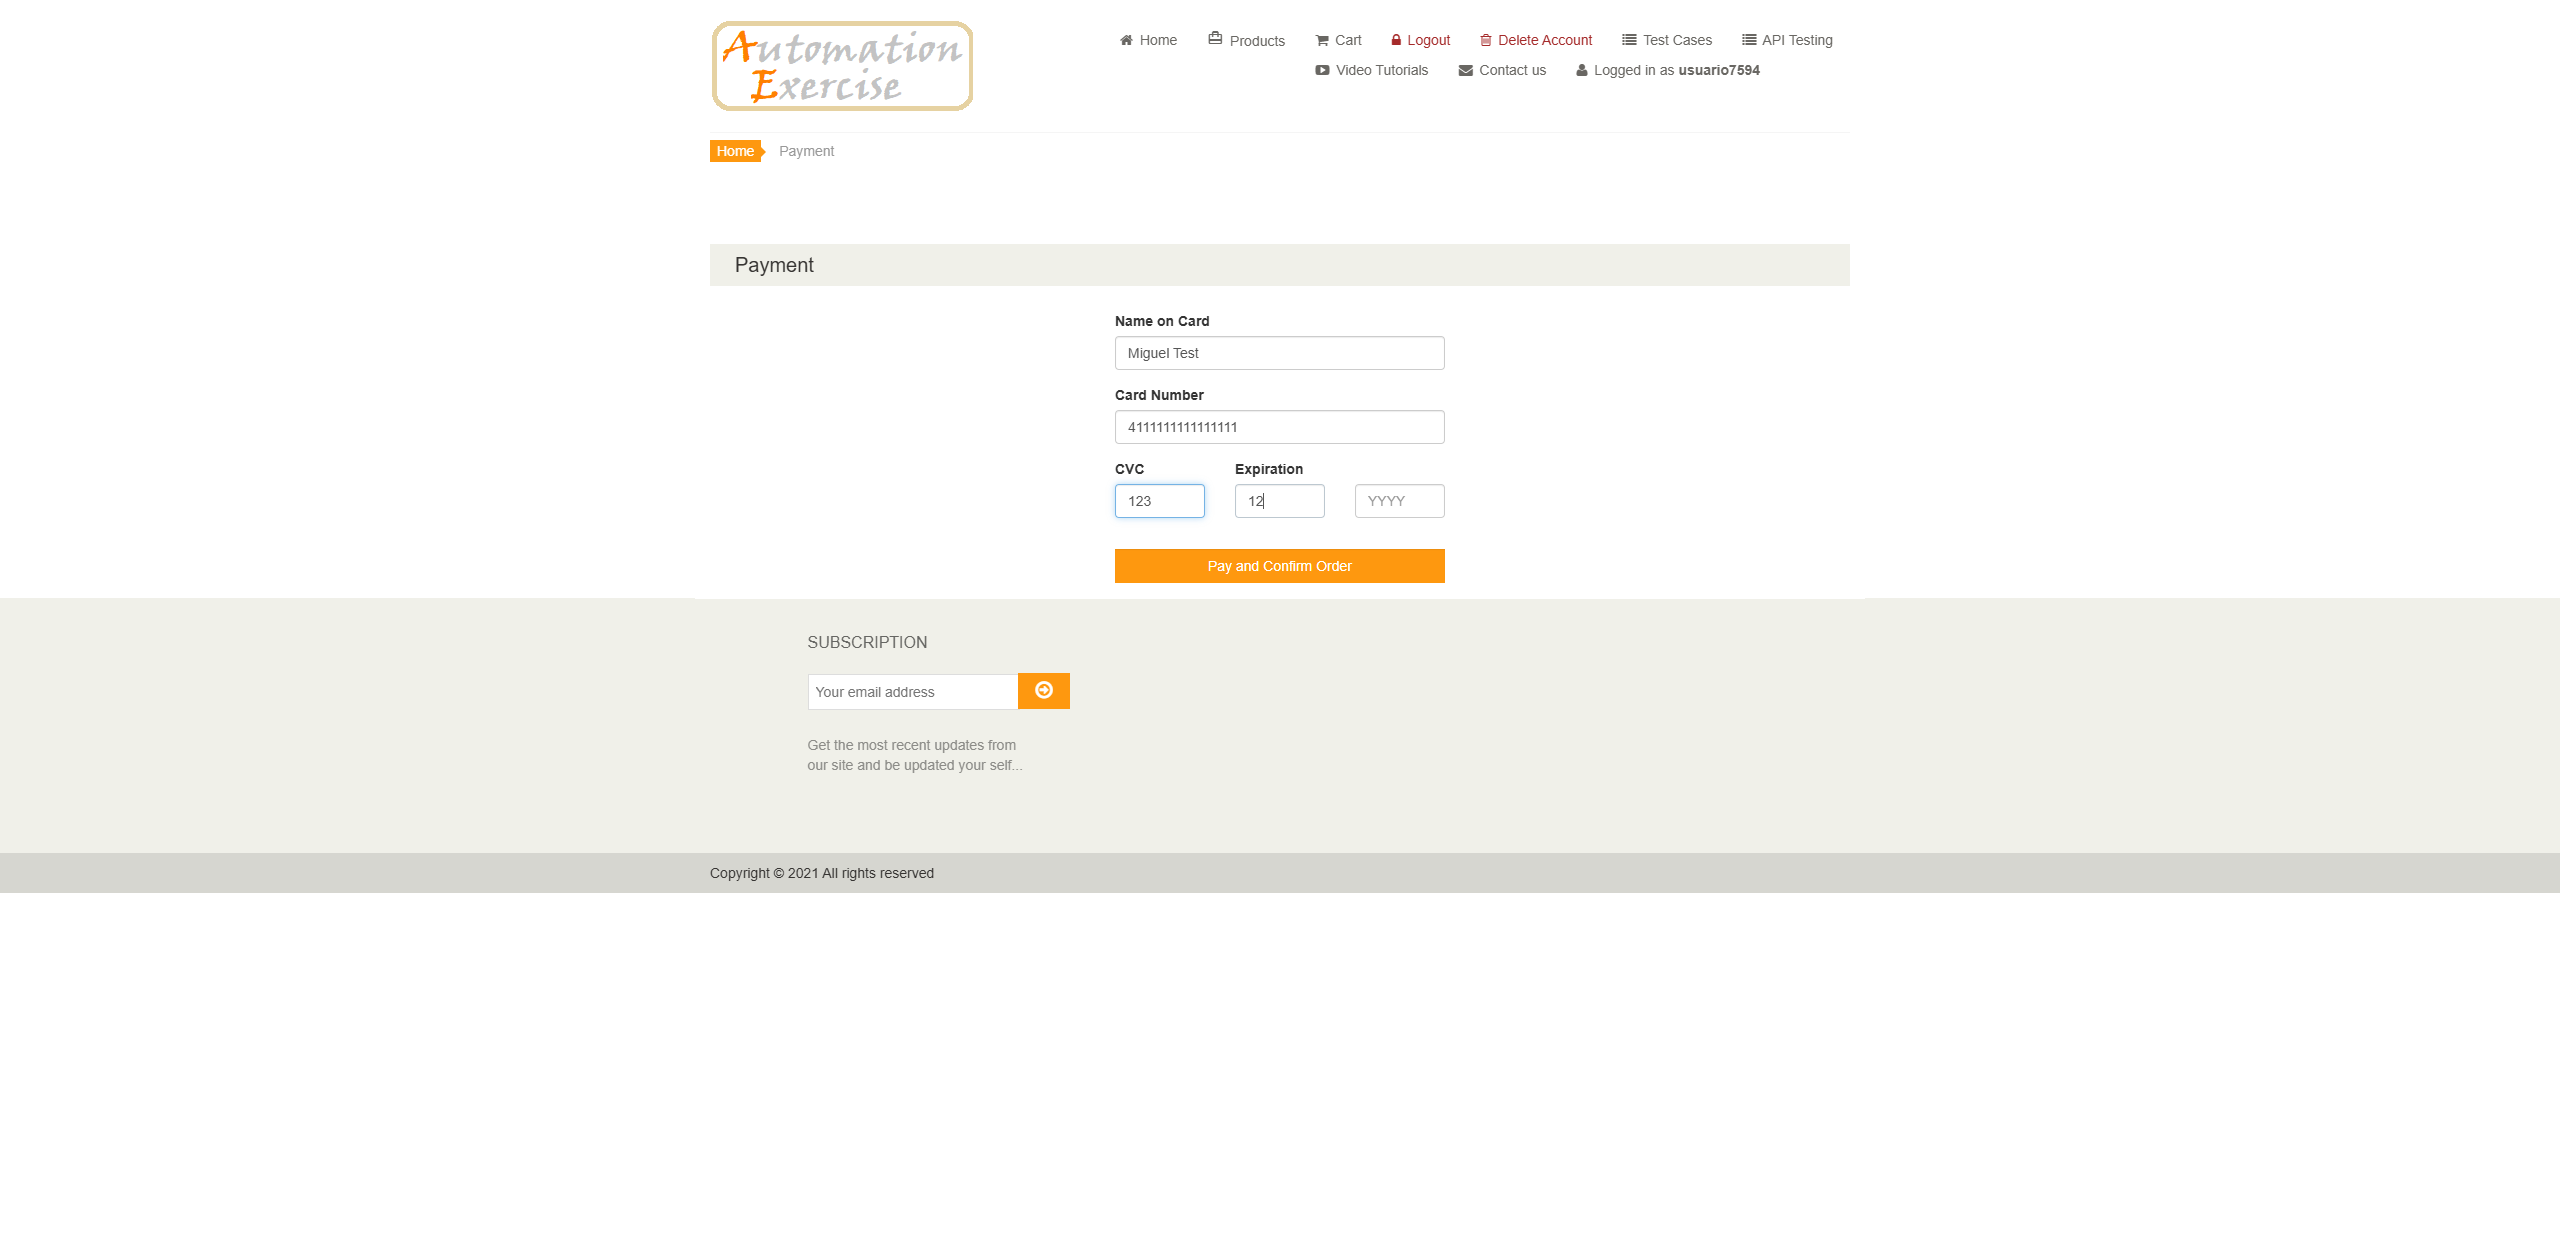 Automation
Exercise
Home Products Cart Logout Delete Account Test Cases API Testing
Video Tutorials Contact us Logged in as usuario7594
Home Payment
Payment
Name on Card
Miguel Test
Card Number
4111111111111111
CVC Expiration
123 12 YYYY
Pay and Confirm Order
SUBSCRIPTION
Your email address
Get the most recent updates from
our site and be updated your self...
Copyright © 2021 All rights reserved